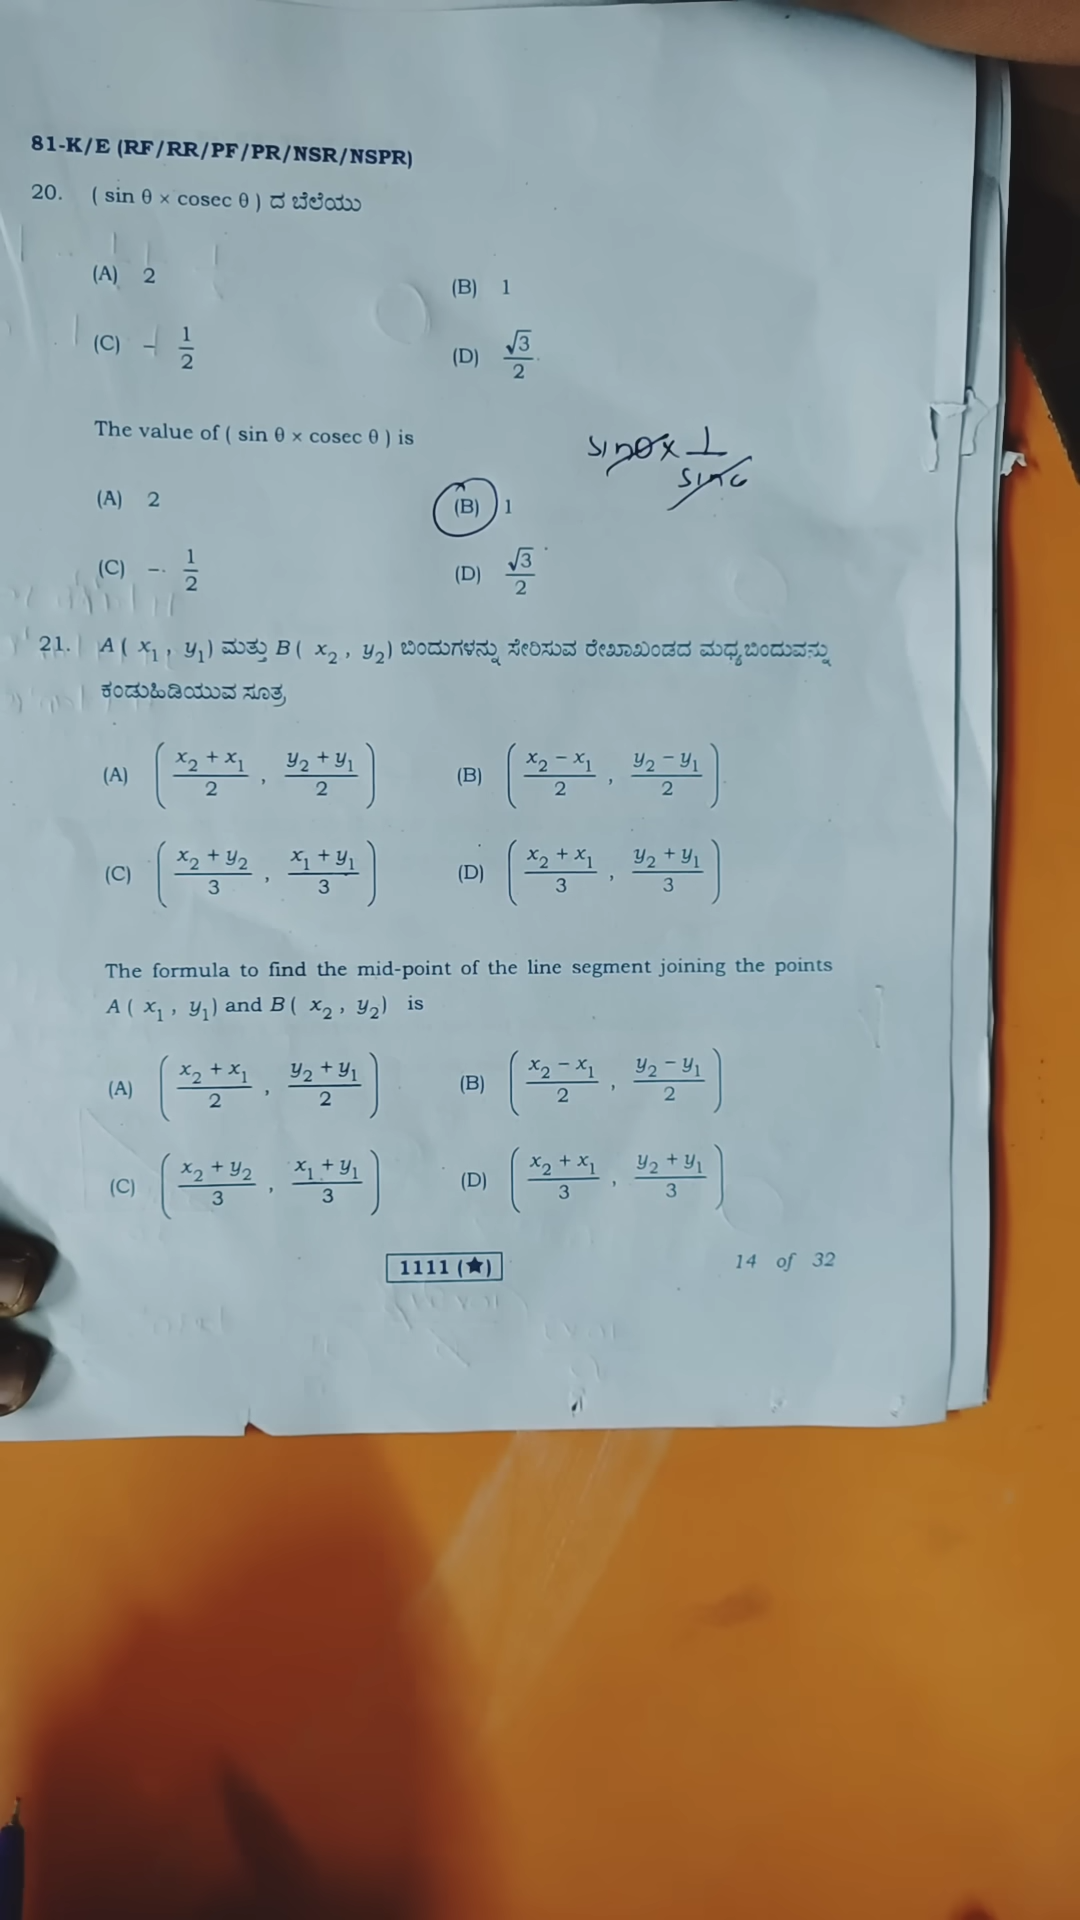 81-K/E (RF/RR/PF/PR/NSR/NSPR)
20. ( sin θ × cosec θ ) ದ ಬೆಲೆಯು
(A) 2 (B) 1
(C) – 1/2 (D) √3/2
The value of ( sin θ × cosec θ ) is
sinθ × 1/sinθ
(A) 2 (B) 1
(C) – 1/2 (D) √3/2
21. A ( x₁ , y₁) ಮತ್ತು B ( x₂ , y₂) ಬಿಂದುಗಳನ್ನು ಸೇರಿಸುವ ರೇಖಾಖಂಡದ ಮಧ್ಯಬಿಂದುವನ್ನು
ಕಂಡುಹಿಡಿಯುವ ಸೂತ್ರ
(A) ( (x₂ + x₁)/2 , (y₂ + y₁)/2 ) (B) ( (x₂ – x₁)/2 , (y₂ – y₁)/2 )
(C) ( (x₂ + y₂)/3 , (x₁ + y₁)/3 ) (D) ( (x₂ + x₁)/3 , (y₂ + y₁)/3 )
The formula to find the mid-point of the line segment joining the points
A ( x₁ , y₁) and B ( x₂ , y₂) is
(A) ( (x₂ + x₁)/2 , (y₂ + y₁)/2 ) (B) ( (x₂ – x₁)/2 , (y₂ – y₁)/2 )
(C) ( (x₂ + y₂)/3 , (x₁ + y₁)/3 ) (D) ( (x₂ + x₁)/3 , (y₂ + y₁)/3 )
1111 (★) 14 of 32